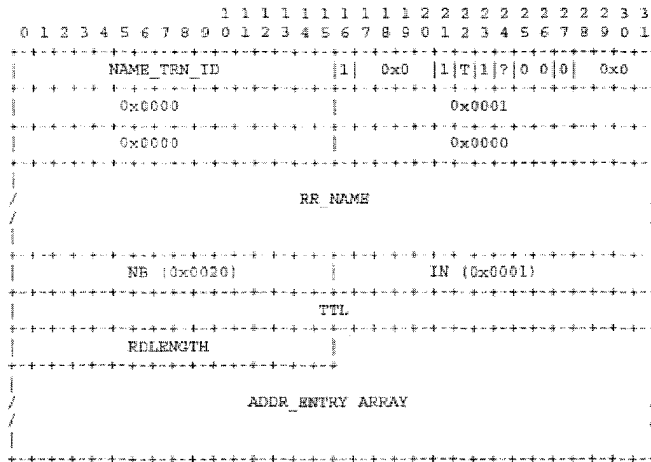 1 1 1 1 1 1 1 1 1 1 2 2 2 2 2 2 2 2 2 2 3 3
0 1 2 3 4 5 6 7 8 9 0 1 2 3 4 5 6 7 8 9 0 1 2 3 4 5 6 7 8 9 0 1
NAME_TRN_ID |1| 0x0 |1|T|1|?|0 0|0| 0x0
0x0000 | 0x0001
0x0000 | 0x0000
/ RR_NAME /
NB (0x0020) | IN (0x0001)
TTL
RDLENGTH |
/ ADDR_ENTRY ARRAY /